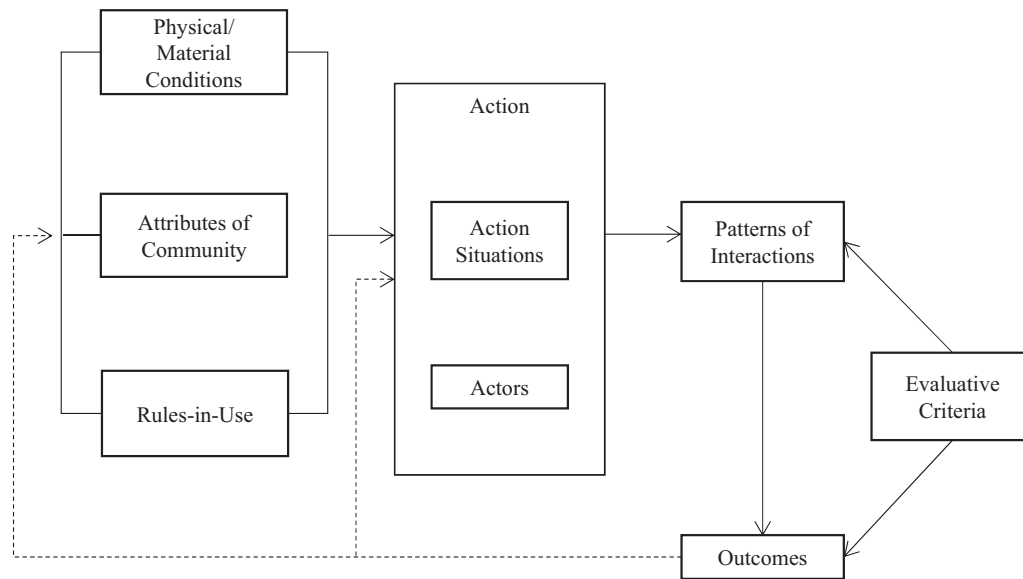 Physical/
Material
Conditions
Attributes of
Community
Rules-in-Use
Action
Action
Situations
Actors
Patterns of
Interactions
Outcomes
Evaluative
Criteria